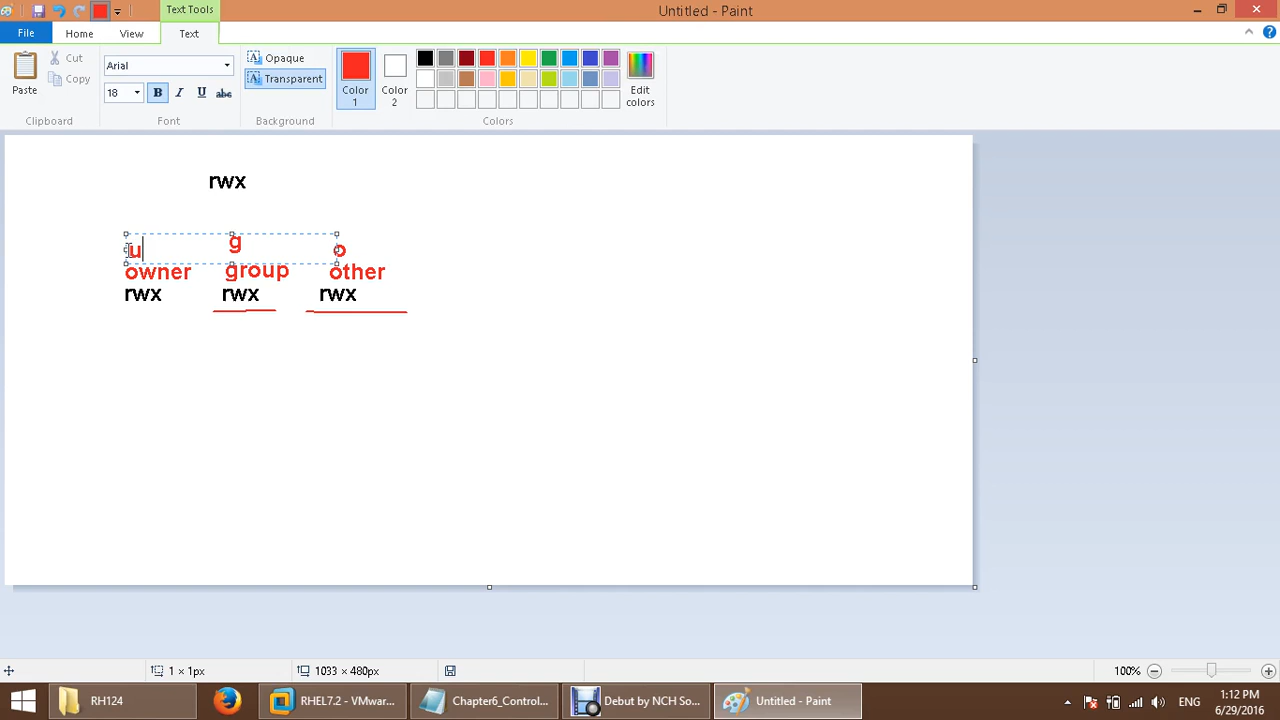 Text Tools
Untitled - Paint
File
Home
View
Text
Paste
Cut
Copy
Clipboard
Arial
18
B
I
U
abc
Font
A
Opaque
A
Transparent
Background
Color
1
Color
2
Edit
colors
Colors
rwx
u g o
owner group other
rwx rwx rwx
1 × 1px
1033 × 480px
100%
RH124
RHEL7.2 - VMwar...
Chapter6_Control...
Debut by NCH So...
Untitled - Paint
ENG
1:12 PM
6/29/2016